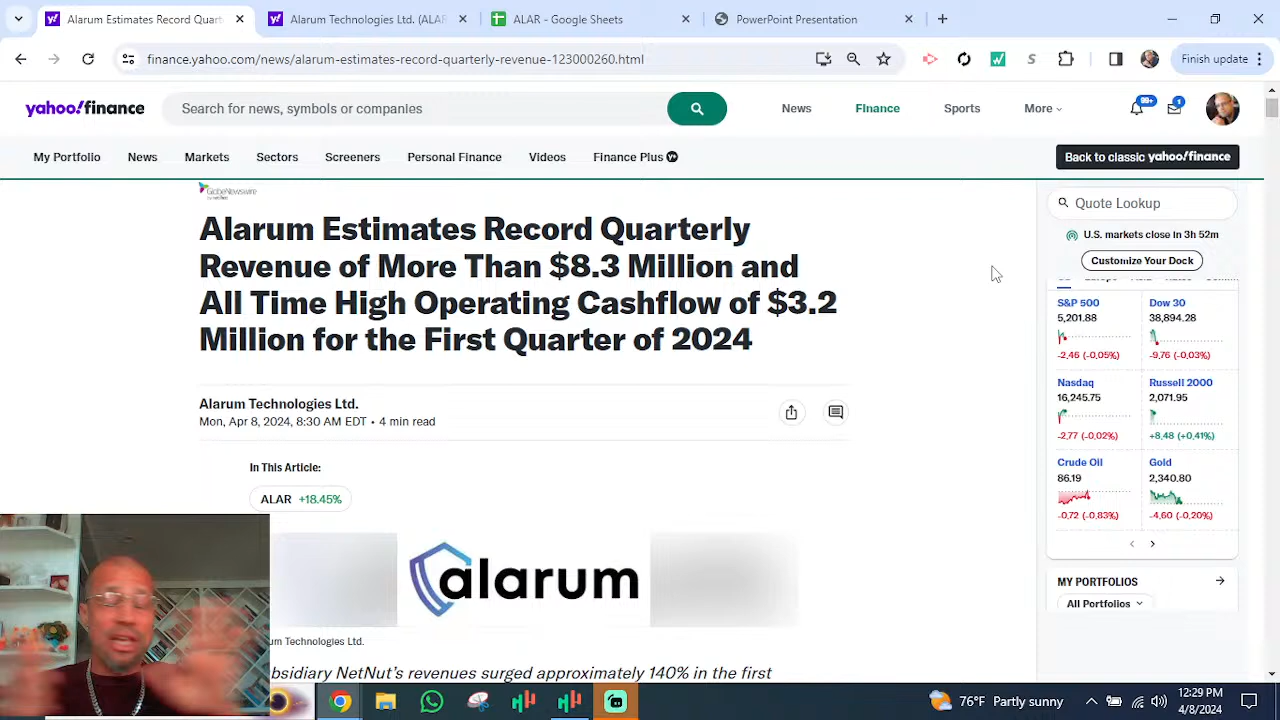 Alarum Estimates Record Quart
Alarum Technologies Ltd. (ALA
ALAR - Google Sheets
PowerPoint Presentation
finance.yahoo.com/news/alarum-estimates-record-quarterly-revenue-123000260.html
Finish update
yahoo!finance
Search for news, symbols or companies
News
Finance
Sports
More
99+
1
My Portfolio
News
Markets
Sectors
Screeners
Personal Finance
Videos
Finance Plus
Back to classic yahoo!finance
GlobeNewswire
Alarum Estimates Record Quarterly
Revenue of More Than $8.3 Million and
All Time High Operating Cashflow of $3.2
Million for the First Quarter of 2024
Alarum Technologies Ltd.
Mon, Apr 8, 2024, 8:30 AM EDT • 4 min read
In This Article:
ALAR +18.45%
alarum
um Technologies Ltd.
bsidiary NetNut's revenues surged approximately 140% in the first
Quote Lookup
U.S. markets close in 3h 52m
Customize Your Dock
S&P 500
5,201.88
-2.46 (-0.05%)
Dow 30
38,894.28
-9.76 (-0.03%)
Nasdaq
16,245.75
-2.77 (-0.02%)
Russell 2000
2,071.95
+8.48 (+0.41%)
Crude Oil
86.19
-0.72 (-0.83%)
Gold
2,340.80
-4.60 (-0.20%)
MY PORTFOLIOS
All Portfolios
76°F Partly sunny
12:29 PM
4/8/2024